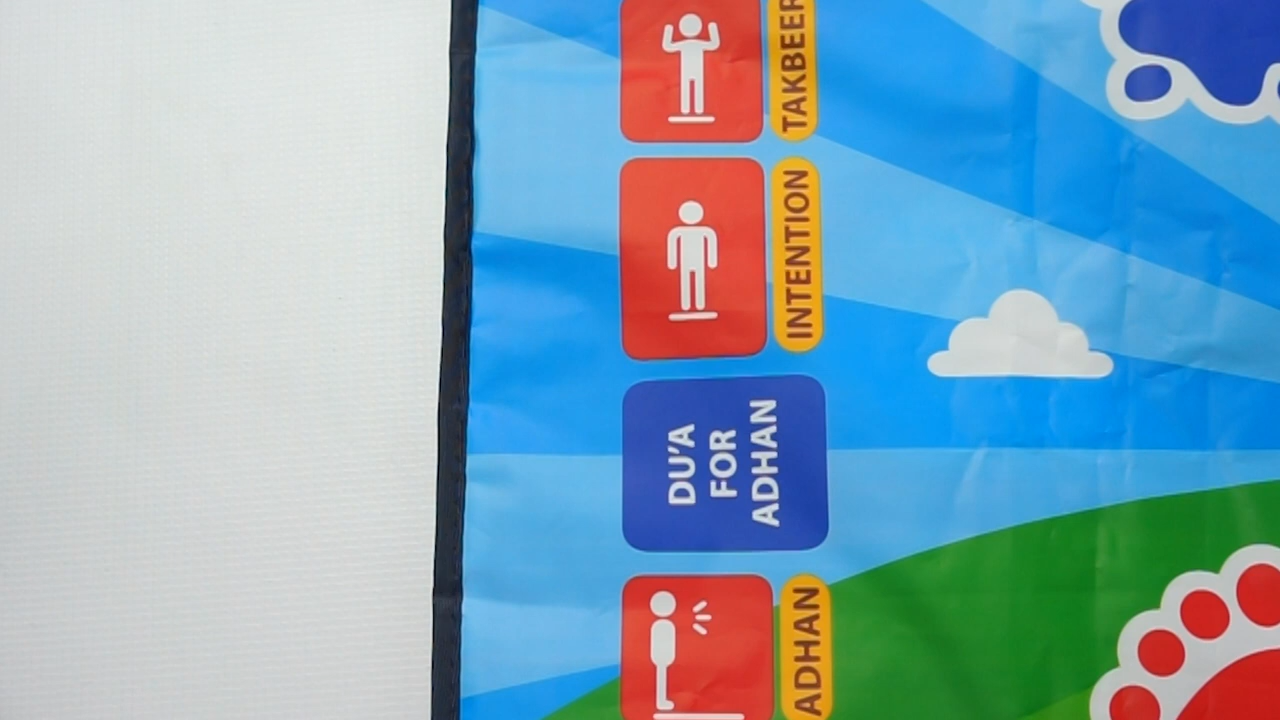 TAKBEER
INTENTION
DU'A
FOR
ADHAN
ADHAN